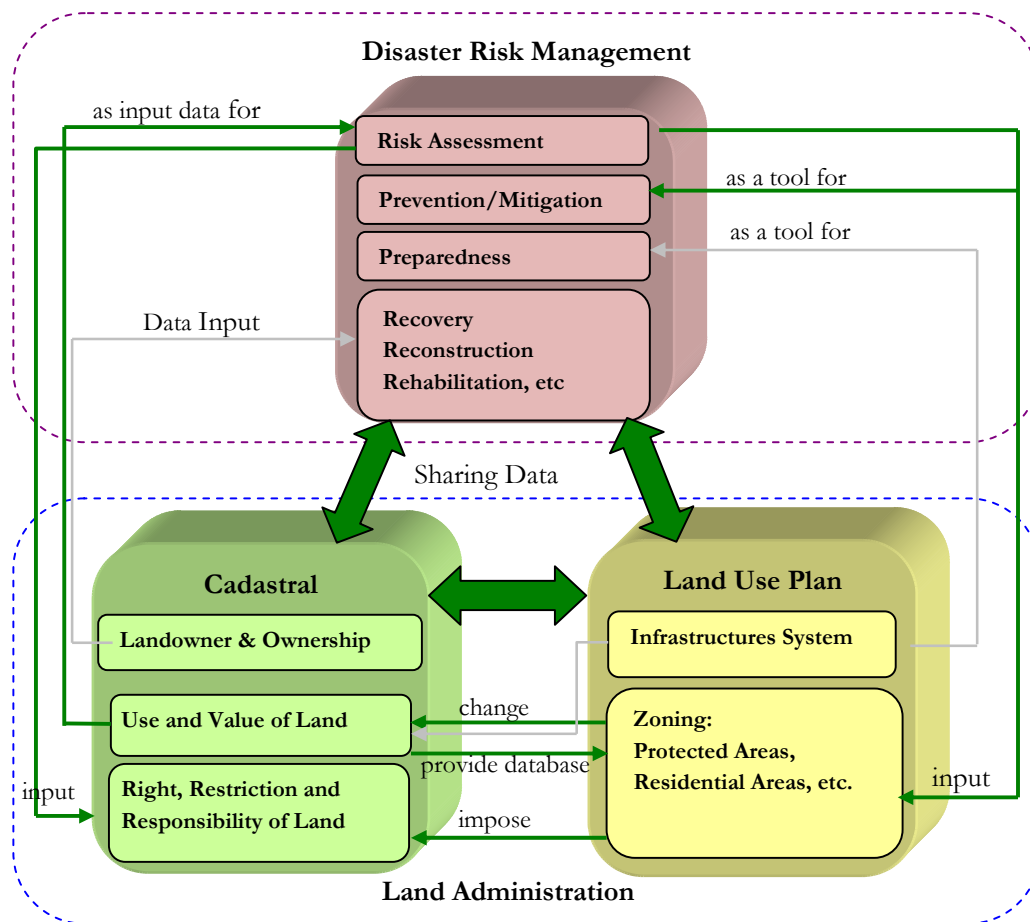 Disaster Risk Management
as input data for
Risk Assessment
Prevention/Mitigation
as a tool for
Preparedness
as a tool for
Data Input
Recovery
Reconstruction
Rehabilitation, etc
Sharing Data
Cadastral
Landowner & Ownership
Use and Value of Land
Right, Restriction and
Responsibility of Land
input
change
provide database
impose
Land Use Plan
Infrastructures System
Zoning:
Protected Areas,
Residential Areas, etc.
input
Land Administration